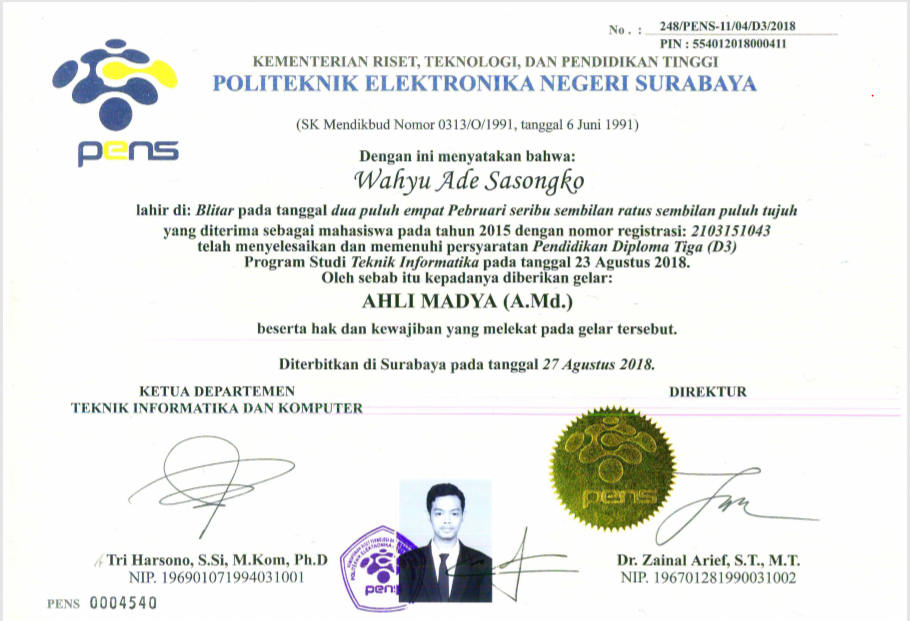 No. : 248/PENS-11/04/D3/2018
PIN : 554012018000411
KEMENTERIAN RISET, TEKNOLOGI, DAN PENDIDIKAN TINGGI
POLITEKNIK ELEKTRONIKA NEGERI SURABAYA
pens
(SK Mendikbud Nomor 0313/O/1991, tanggal 6 Juni 1991)
Dengan ini menyatakan bahwa:
Wahyu Ade Sasongko
lahir di: Blitar pada tanggal dua puluh empat Pebruari seribu sembilan ratus sembilan puluh tujuh
yang diterima sebagai mahasiswa pada tahun 2015 dengan nomor registrasi: 2103151043
telah menyelesaikan dan memenuhi persyaratan Pendidikan Diploma Tiga (D3)
Program Studi Teknik Informatika pada tanggal 23 Agustus 2018.
Oleh sebab itu kepadanya diberikan gelar:
AHLI MADYA (A.Md.)
beserta hak dan kewajiban yang melekat pada gelar tersebut.
Diterbitkan di Surabaya pada tanggal 27 Agustus 2018.
KETUA DEPARTEMEN
TEKNIK INFORMATIKA DAN KOMPUTER
DIREKTUR
pens
Tri Harsono, S.Si, M.Kom, Ph.D
NIP. 196901071994031001
pens
Dr. Zainal Arief, S.T., M.T.
NIP. 196701281990031002
PENS 0004540